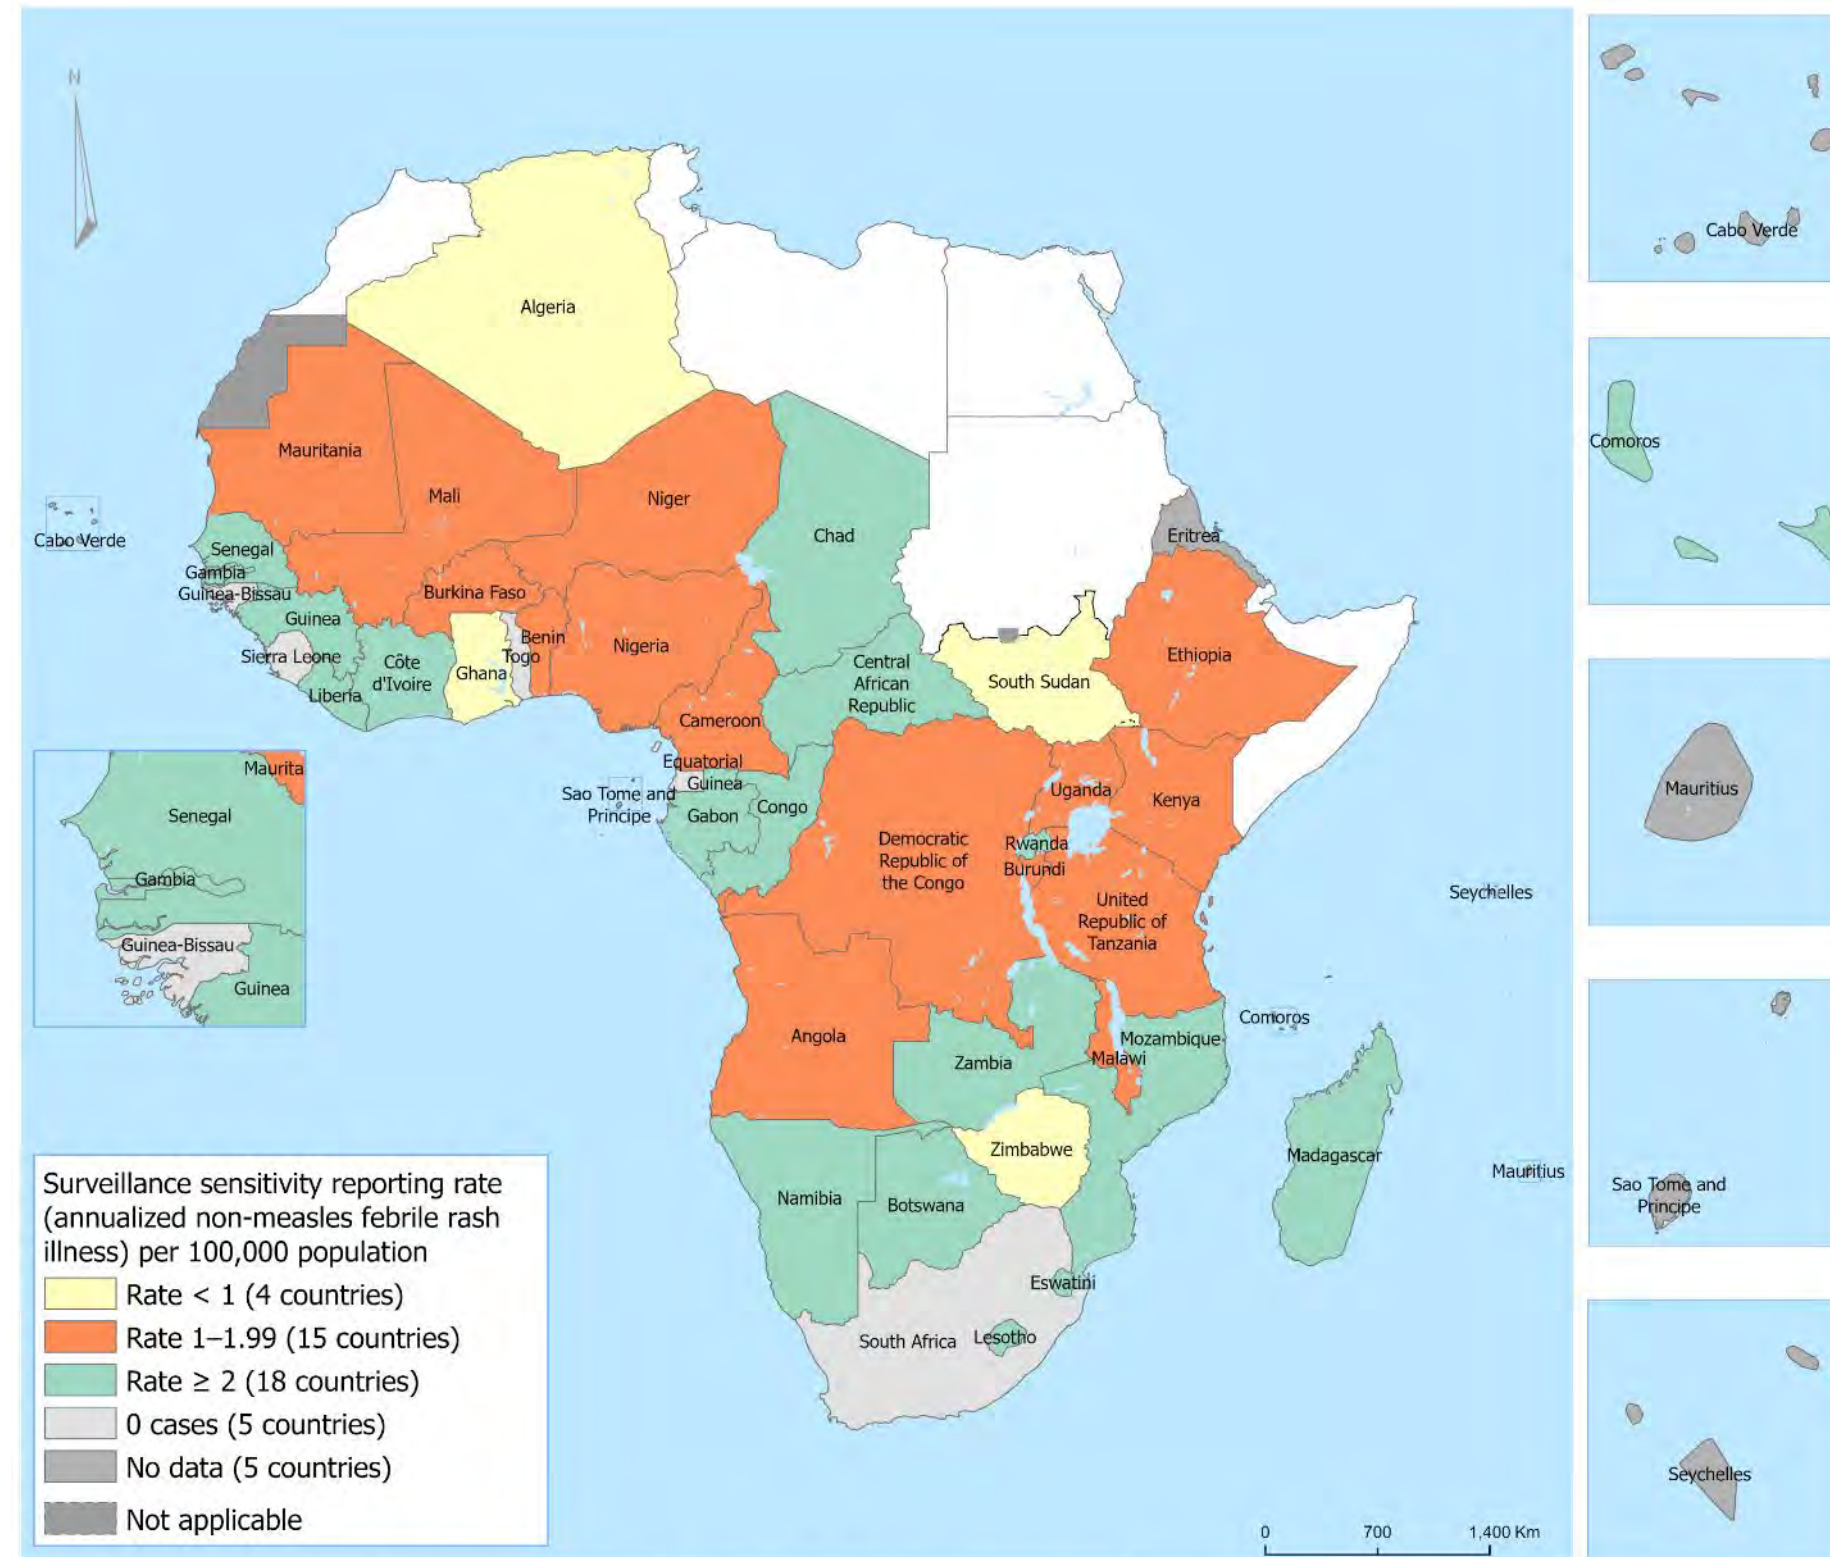 N
Algeria
Mauritania
Mali
Niger
Chad
Eritrea
Cabo Verde
Senegal
Gambia
Guinea-Bissau
Guinea
Sierra Leone
Liberia
Côte
d'Ivoire
Burkina Faso
Ghana
Togo
Benin
Nigeria
Cameroon
Central
African
Republic
South Sudan
Ethiopia
Equatorial
Guinea
Sao Tome and
Principe
Gabon
Congo
Democratic
Republic of
the Congo
Uganda
Kenya
Rwanda
Burundi
United
Republic of
Tanzania
Seychelles
Angola
Zambia
Malawi
Mozambique
Comoros
Madagascar
Mauritius
Zimbabwe
Namibia
Botswana
Eswatini
South Africa
Lesotho
Maurita
Senegal
Gambia
Guinea-Bissau
Guinea
Surveillance sensitivity reporting rate
(annualized non-measles febrile rash
illness) per 100,000 population
Rate < 1 (4 countries)
Rate 1–1.99 (15 countries)
Rate ≥ 2 (18 countries)
0 cases (5 countries)
No data (5 countries)
Not applicable
0 700 1,400 Km
Cabo Verde
Comoros
Mauritius
Sao Tome and
Principe
Seychelles